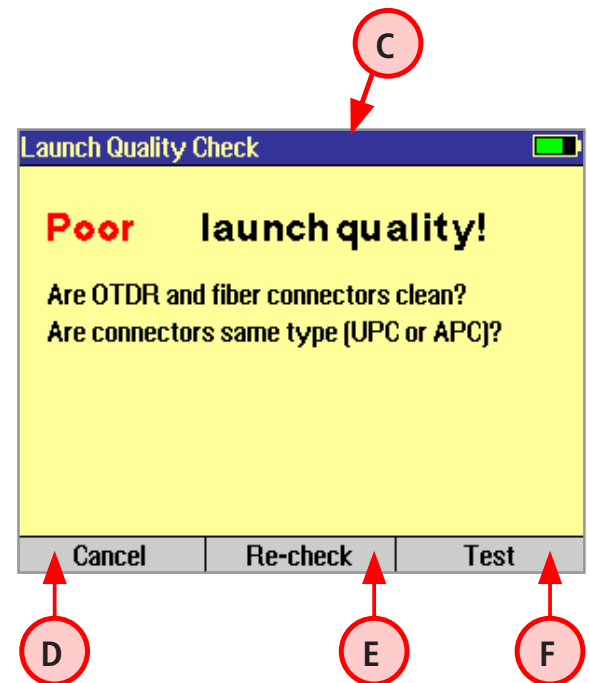 C
Launch Quality Check
Poor launch quality!
Are OTDR and fiber connectors clean?
Are connectors same type (UPC or APC)?
Cancel Re-check Test
D E F